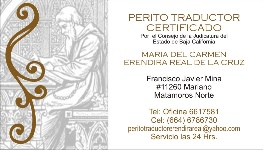 PERITO TRADUCTOR
CERTIFICADO
Por el Consejo de la Judicatura del
Estado de Baja California
MARIA DEL CARMEN
ERENDIRA REAL DE LA CRUZ
Francisco Javier Mina
#11260 Mariano
Matamoros Norte
Tel: Oficina 6617581
Cel: (664) 6766730
peritotraductorerendirareal@yahoo.com
Servicio las 24 Hrs.